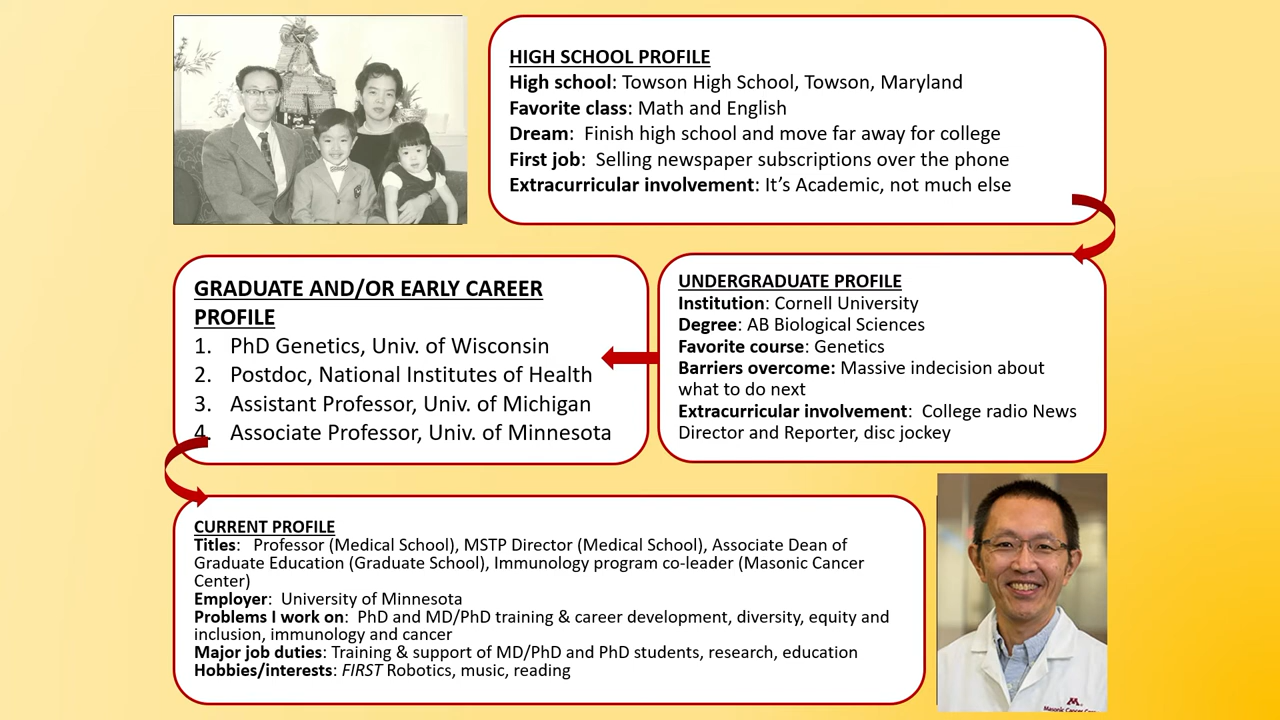 HIGH SCHOOL PROFILE
High school: Towson High School, Towson, Maryland
Favorite class: Math and English
Dream:  Finish high school and move far away for college
First job:  Selling newspaper subscriptions over the phone
Extracurricular involvement: It’s Academic, not much else
UNDERGRADUATE PROFILE
Institution: Cornell University
Degree: AB Biological Sciences
Favorite course: Genetics
Barriers overcome: Massive indecision about
what to do next
Extracurricular involvement:  College radio News
Director and Reporter, disc jockey
GRADUATE AND/OR EARLY CAREER
PROFILE
1. PhD Genetics, Univ. of Wisconsin
2. Postdoc, National Institutes of Health
3. Assistant Professor, Univ. of Michigan
4. Associate Professor, Univ. of Minnesota
CURRENT PROFILE
Titles:   Professor (Medical School), MSTP Director (Medical School), Associate Dean of
Graduate Education (Graduate School), Immunology program co-leader (Masonic Cancer
Center)
Employer:  University of Minnesota
Problems I work on:  PhD and MD/PhD training & career development, diversity, equity and
inclusion, immunology and cancer
Major job duties: Training & support of MD/PhD and PhD students, research, education
Hobbies/interests: FIRST Robotics, music, reading
M
Masonic Cancer